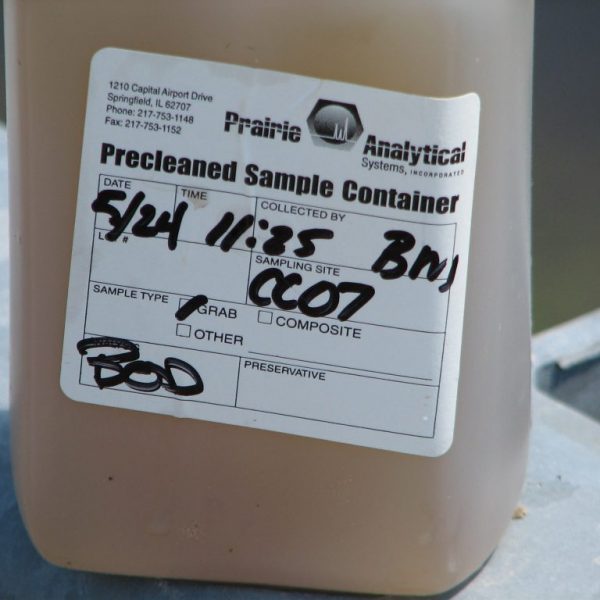 1210 Capital Airport Drive
Springfield, IL 62707
Phone: 217-753-1148
Fax: 217-753-1152
Prairie Analytical
Systems, INCORPORATED
Precleaned Sample Container
DATE TIME COLLECTED BY
5/24 11:25
SAMPLING SITE
CC07
SAMPLE TYPE GRAB COMPOSITE
OTHER
BOD
PRESERVATIVE